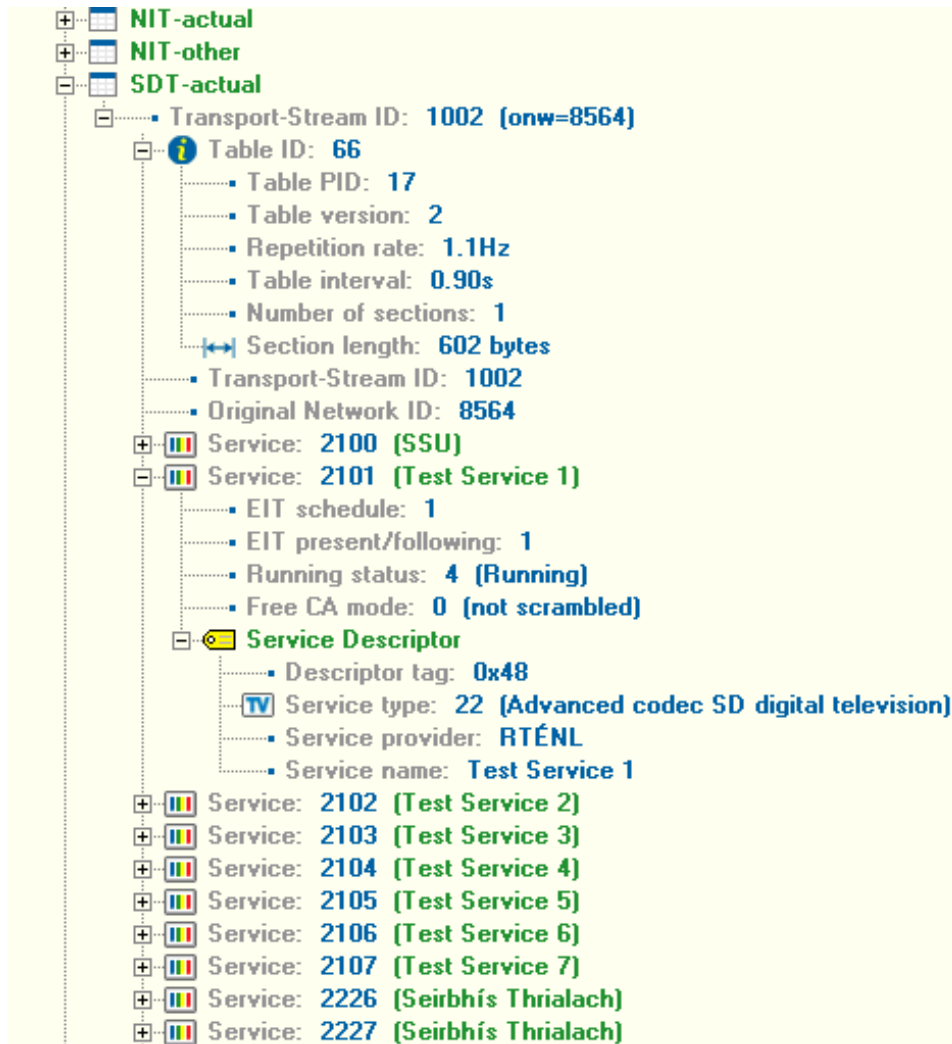 NIT-actual
NIT-other
SDT-actual
Transport-Stream ID: 1002 (onw=8564)
Table ID: 66
Table PID: 17
Table version: 2
Repetition rate: 1.1Hz
Table interval: 0.90s
Number of sections: 1
Section length: 602 bytes
Transport-Stream ID: 1002
Original Network ID: 8564
Service: 2100 (SSU)
Service: 2101 (Test Service 1)
EIT schedule: 1
EIT present/following: 1
Running status: 4 (Running)
Free CA mode: 0 (not scrambled)
Service Descriptor
Descriptor tag: 0x48
TV Service type: 22 (Advanced codec SD digital television)
Service provider: RTÉNL
Service name: Test Service 1
Service: 2102 (Test Service 2)
Service: 2103 (Test Service 3)
Service: 2104 (Test Service 4)
Service: 2105 (Test Service 5)
Service: 2106 (Test Service 6)
Service: 2107 (Test Service 7)
Service: 2226 (Seirbhís Thrialach)
Service: 2227 (Seirbhís Thrialach)